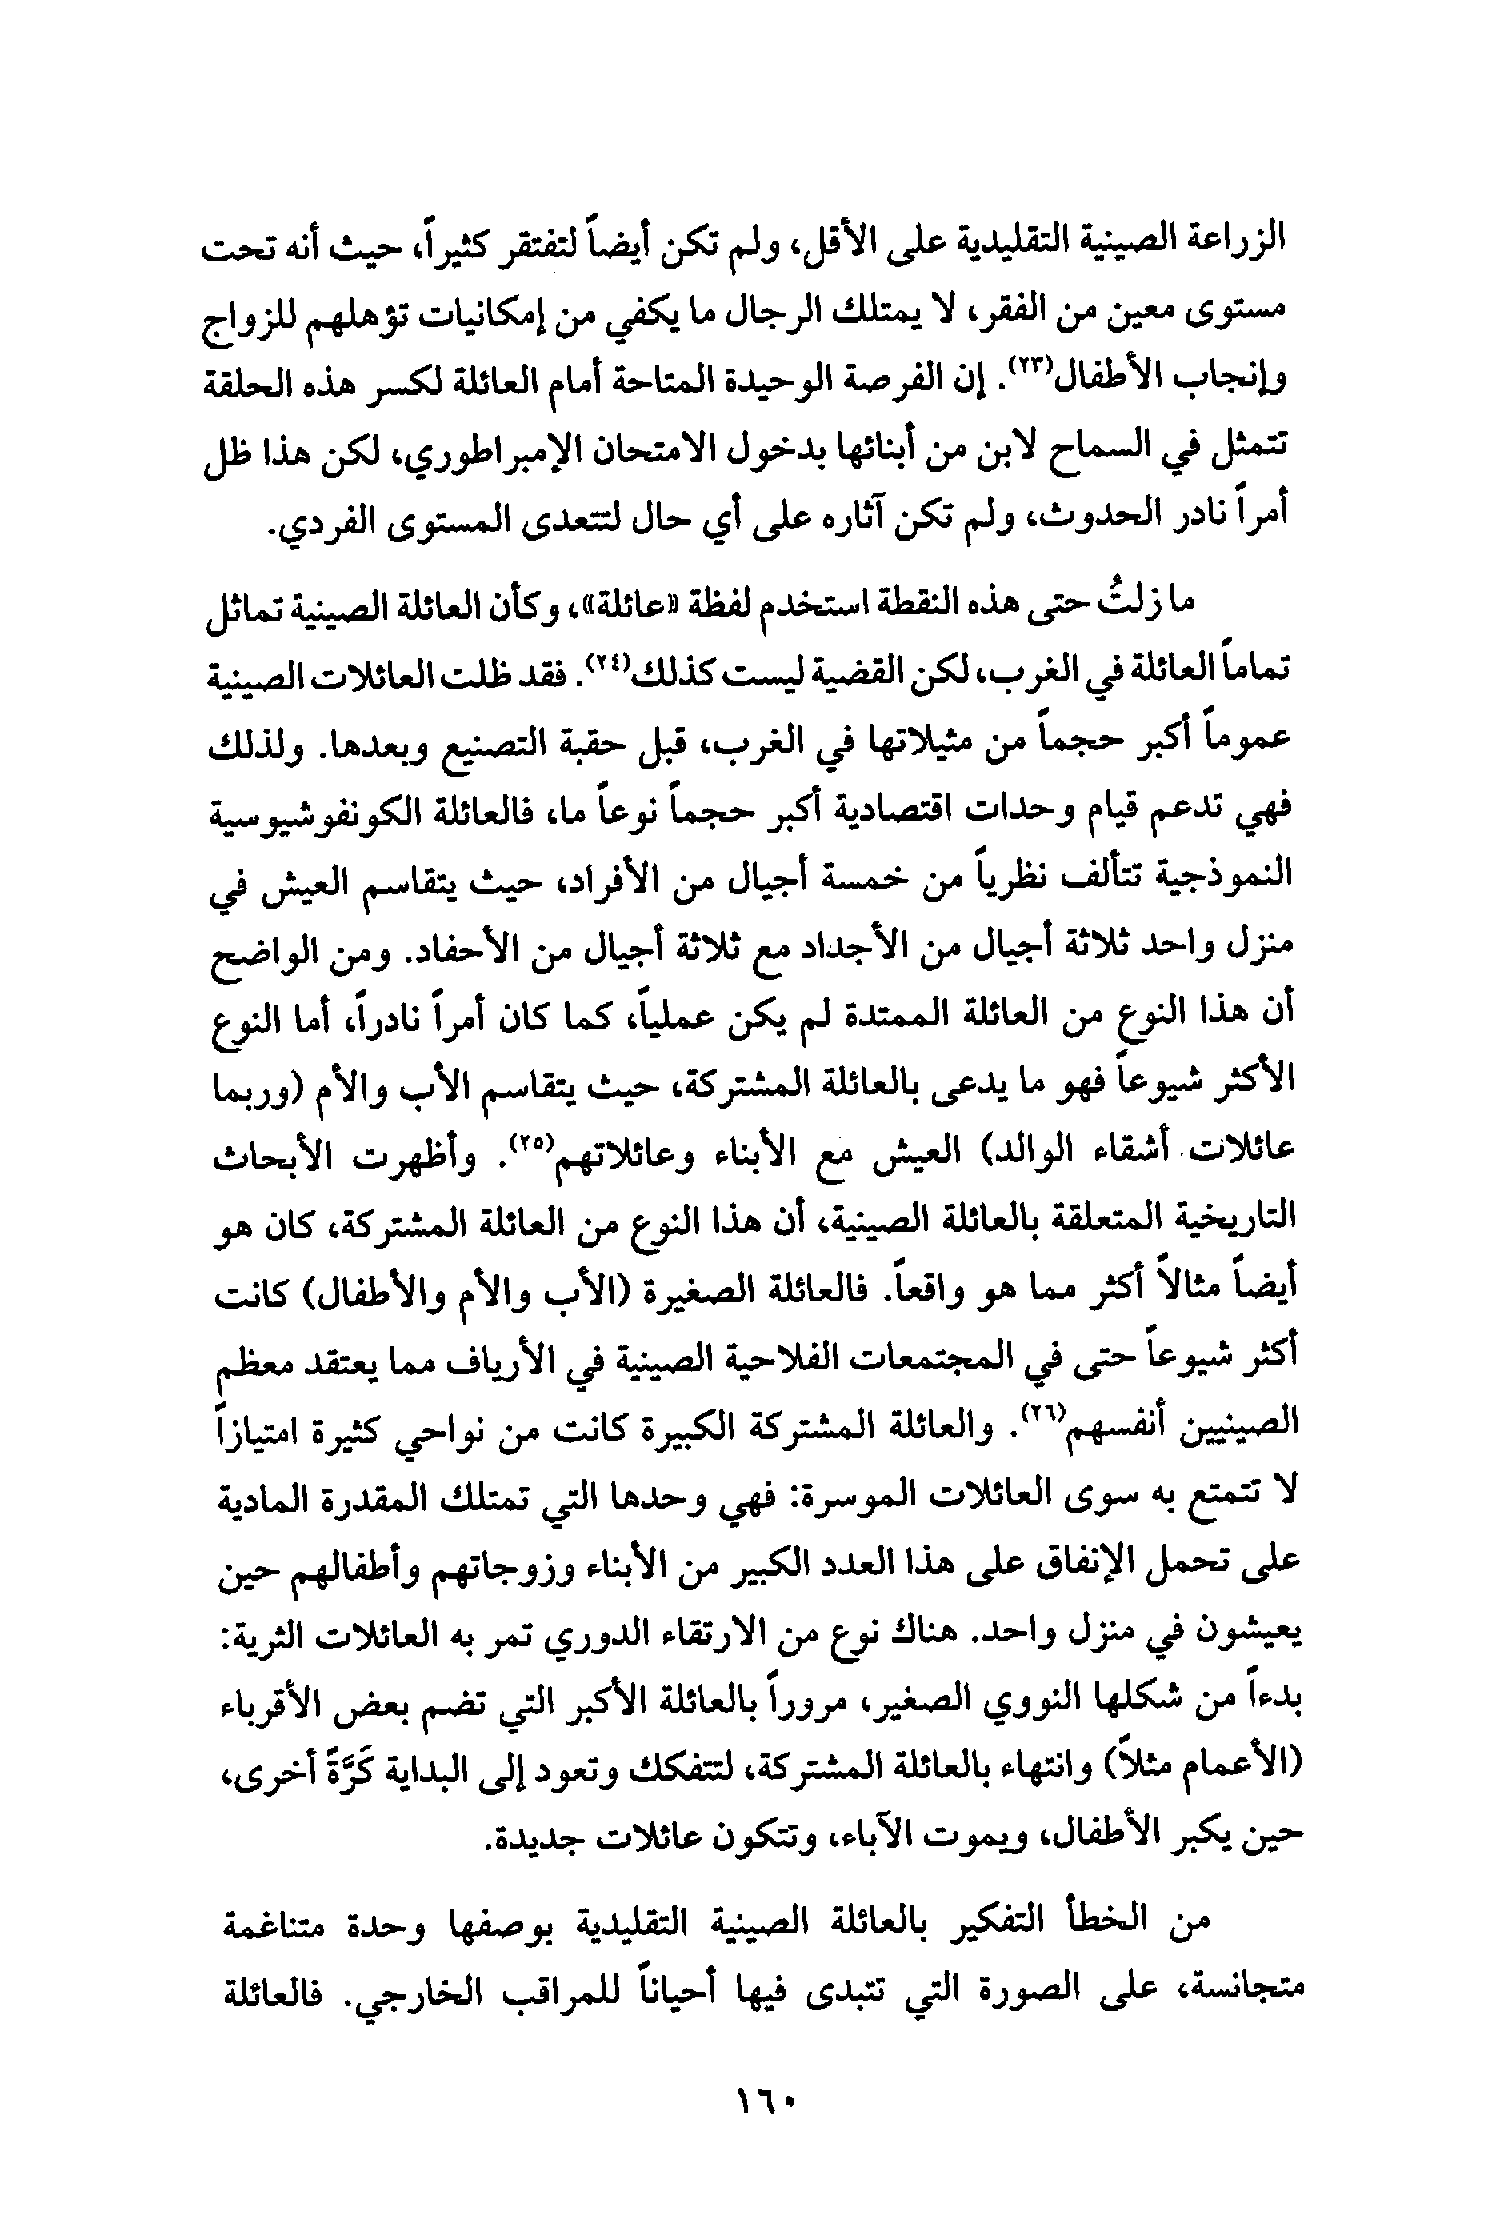 الزراعة الصينية التقليدية على الأقل، ولم تكن أيضاً لتفتقر كثيراً، حيث أنه تحت
مستوى معين من الفقر، لا يمتلك الرجال ما يكفي من إمكانيات تؤهلهم للزواج
وإنجاب الأطفال(٢٣). إن الفرصة الوحيدة المتاحة أمام العائلة لكسر هذه الحلقة
تتمثل في السماح لابن من أبنائها بدخول الامتحان الإمبراطوري، لكن هذا ظل
أمراً نادر الحدوث، ولم تكن آثاره على أي حال لتتعدى المستوى الفردي.
ما زلتُ حتى هذه النقطة استخدم لفظة «عائلة»، وكأن العائلة الصينية تماثل
تماماً العائلة في الغرب، لكن القضية ليست كذلك(٢٤). فقد ظلت العائلات الصينية
عموماً أكبر حجماً من مثيلاتها في الغرب، قبل حقبة التصنيع وبعدها. ولذلك
فهي تدعم قيام وحدات اقتصادية أكبر حجماً نوعاً ما، فالعائلة الكونفوشيوسية
النموذجية تتألف نظرياً من خمسة أجيال من الأفراد، حيث يتقاسم العيش في
منزل واحد ثلاثة أجيال من الأجداد مع ثلاثة أجيال من الأحفاد. ومن الواضح
أن هذا النوع من العائلة الممتدة لم يكن عملياً، كما كان أمراً نادراً، أما النوع
الأكثر شيوعاً فهو ما يدعى بالعائلة المشتركة، حيث يتقاسم الأب والأم (وربما
عائلات أشقاء الوالد) العيش مع الأبناء وعائلاتهم(٢٥). وأظهرت الأبحاث
التاريخية المتعلقة بالعائلة الصينية، أن هذا النوع من العائلة المشتركة، كان هو
أيضاً مثالاً أكثر مما هو واقعاً. فالعائلة الصغيرة (الأب والأم والأطفال) كانت
أكثر شيوعاً حتى في المجتمعات الفلاحية الصينية في الأرياف مما يعتقد معظم
الصينيين أنفسهم(٢٦). والعائلة المشتركة الكبيرة كانت من نواحي كثيرة امتيازاً
لا تتمتع به سوى العائلات الموسرة: فهي وحدها التي تمتلك المقدرة المادية
على تحمل الإنفاق على هذا العدد الكبير من الأبناء وزوجاتهم وأطفالهم حين
يعيشون في منزل واحد. هناك نوع من الارتقاء الدوري تمر به العائلات الثرية:
بدءاً من شكلها النووي الصغير، مروراً بالعائلة الأكبر التي تضم بعض الأقرباء
(الأعمام مثلاً) وانتهاء بالعائلة المشتركة، لتتفكك وتعود إلى البداية كَرَّةً أخرى،
حين يكبر الأطفال، ويموت الآباء، وتتكون عائلات جديدة.
من الخطأ التفكير بالعائلة الصينية التقليدية بوصفها وحدة متناغمة
متجانسة، على الصورة التي تتبدى فيها أحياناً للمراقب الخارجي. فالعائلة
١٦٠